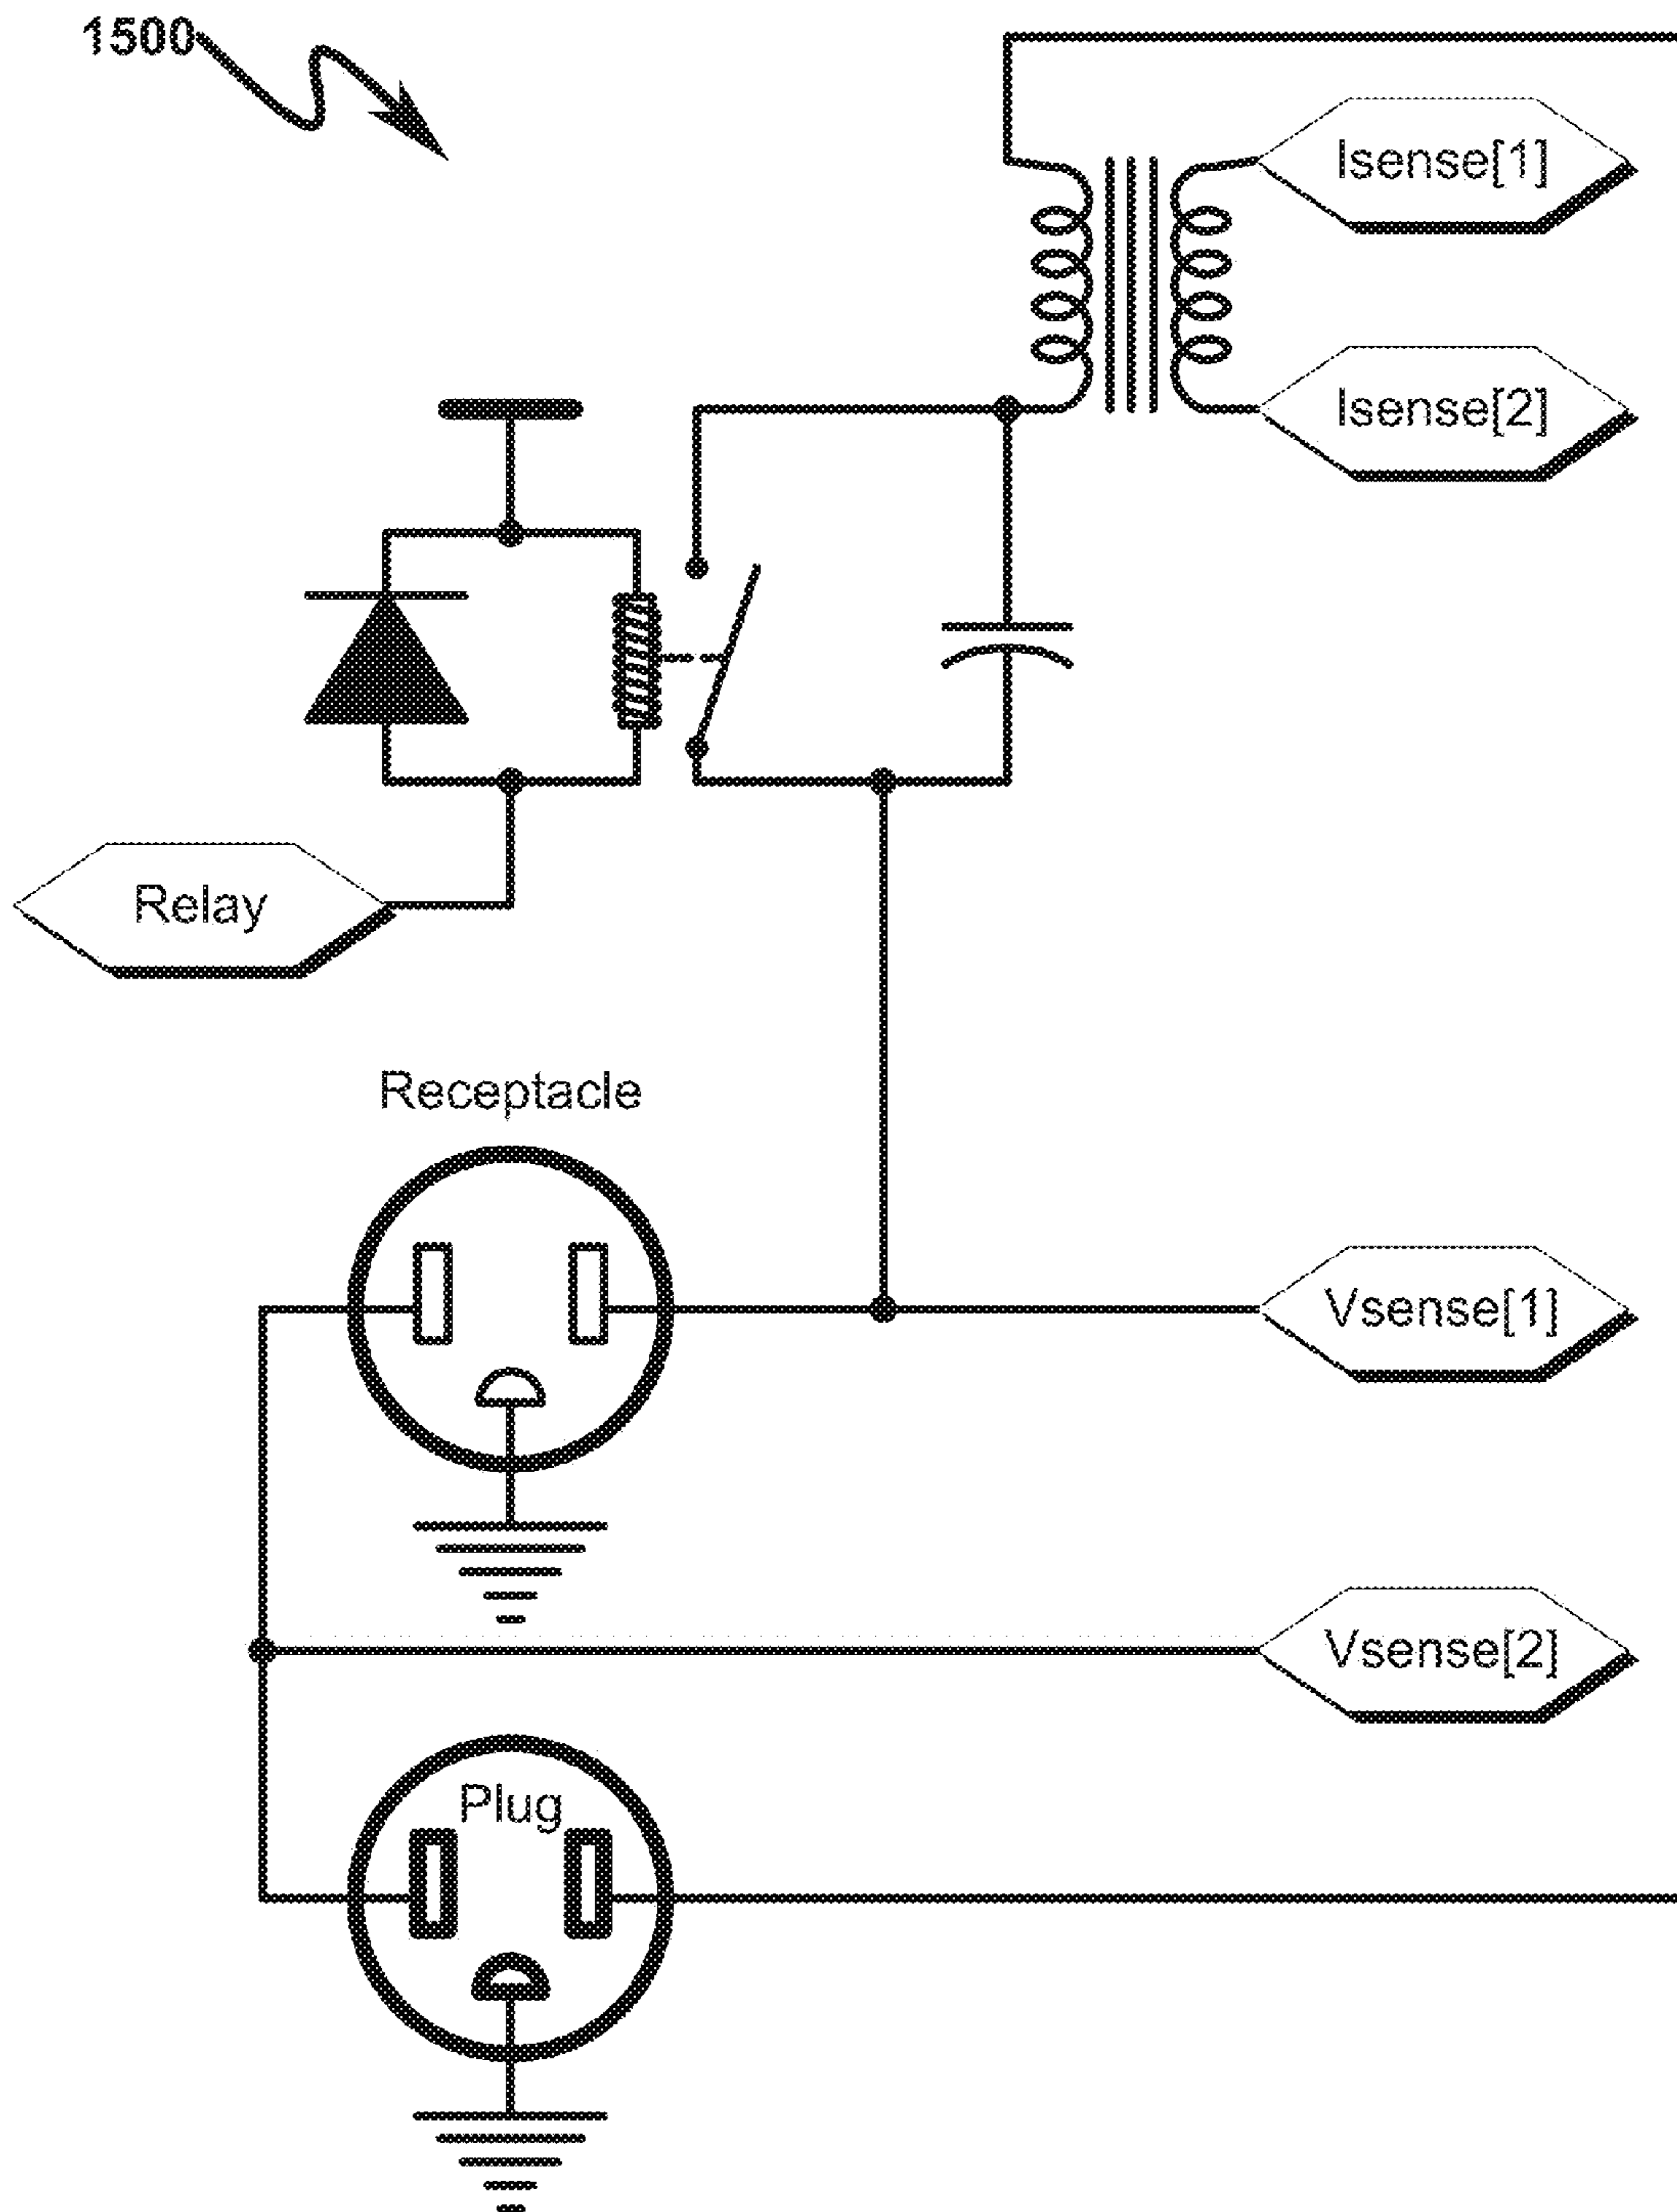 1500
Isense[1]
Isense[2]
Relay
Receptacle
Vsense[1]
Vsense[2]
Plug